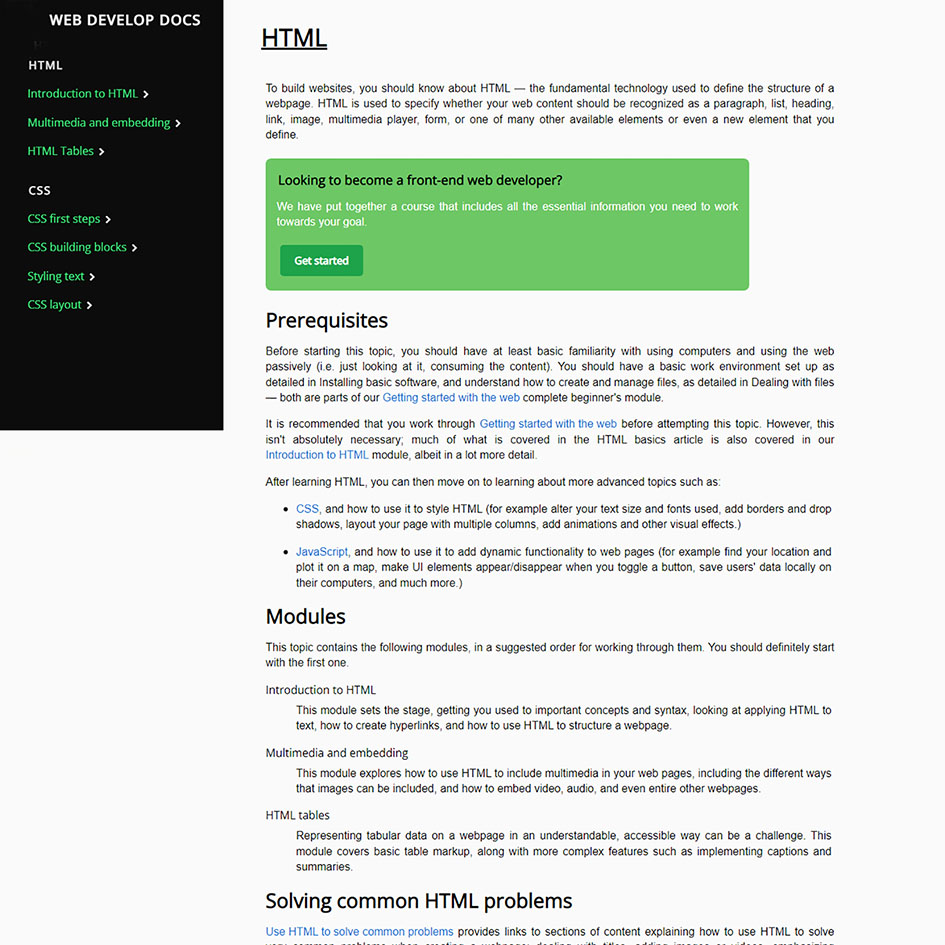 WEB DEVELOP DOCS
HTML
Introduction to HTML
Multimedia and embedding
HTML Tables
CSS
CSS first steps
CSS building blocks
Styling text
CSS layout
HTML
To build websites, you should know about HTML — the fundamental technology used to define the structure of a
webpage. HTML is used to specify whether your web content should be recognized as a paragraph, list, heading,
link, image, multimedia player, form, or one of many other available elements or even a new element that you
define.
Looking to become a front-end web developer?
We have put together a course that includes all the essential information you need to work
towards your goal.
Get started
Prerequisites
Before starting this topic, you should have at least basic familiarity with using computers and using the web
passively (i.e. just looking at it, consuming the content). You should have a basic work environment set up as
detailed in Installing basic software, and understand how to create and manage files, as detailed in Dealing with files
— both are parts of our Getting started with the web complete beginner's module.
It is recommended that you work through Getting started with the web before attempting this topic. However, this
isn't absolutely necessary; much of what is covered in the HTML basics article is also covered in our
Introduction to HTML module, albeit in a lot more detail.
After learning HTML, you can then move on to learning about more advanced topics such as:
• CSS, and how to use it to style HTML (for example alter your text size and fonts used, add borders and drop
shadows, layout your page with multiple columns, add animations and other visual effects.)
• JavaScript, and how to use it to add dynamic functionality to web pages (for example find your location and
plot it on a map, make UI elements appear/disappear when you toggle a button, save users' data locally on
their computers, and much more.)
Modules
This topic contains the following modules, in a suggested order for working through them. You should definitely start
with the first one.
Introduction to HTML
This module sets the stage, getting you used to important concepts and syntax, looking at applying HTML to
text, how to create hyperlinks, and how to use HTML to structure a webpage.
Multimedia and embedding
This module explores how to use HTML to include multimedia in your web pages, including the different ways
that images can be included, and how to embed video, audio, and even entire other webpages.
HTML tables
Representing tabular data on a webpage in an understandable, accessible way can be a challenge. This
module covers basic table markup, along with more complex features such as implementing captions and
summaries.
Solving common HTML problems
Use HTML to solve common problems provides links to sections of content explaining how to use HTML to solve